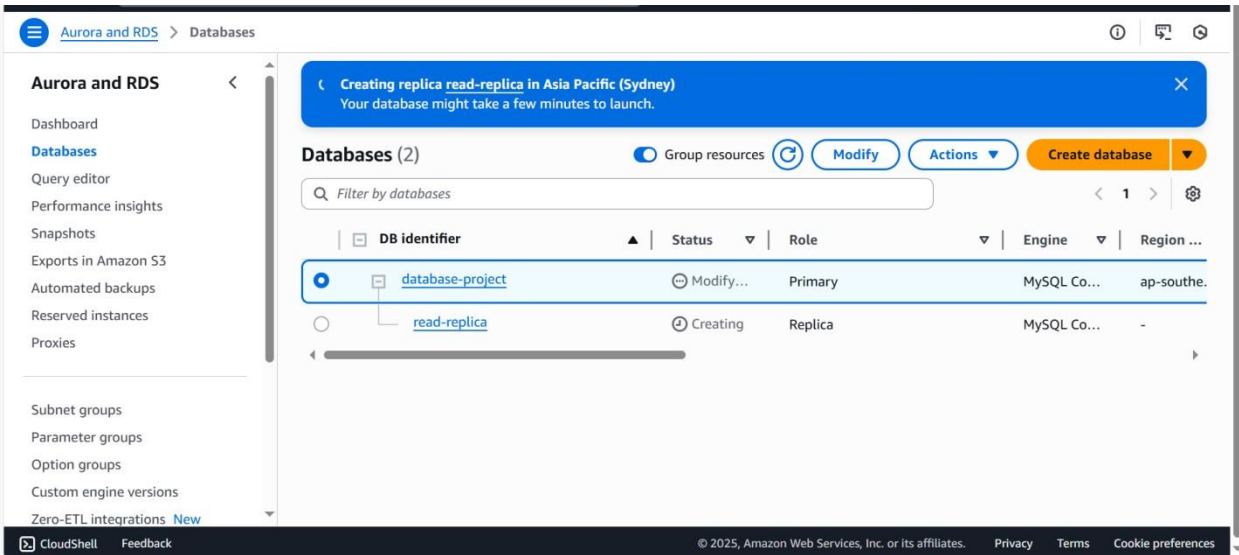 Aurora and RDS > Databases
Aurora and RDS
Dashboard
Databases
Query editor
Performance insights
Snapshots
Exports in Amazon S3
Automated backups
Reserved instances
Proxies
Subnet groups
Parameter groups
Option groups
Custom engine versions
Zero-ETL integrations New
Creating replica read-replica in Asia Pacific (Sydney)
Your database might take a few minutes to launch.
Databases (2) Group resources Modify Actions Create database
Filter by databases < 1 >
DB identifier Status Role Engine Region ...
database-project Modify... Primary MySQL Co... ap-southe.
read-replica Creating Replica MySQL Co... -
CloudShell Feedback © 2025, Amazon Web Services, Inc. or its affiliates. Privacy Terms Cookie preferences